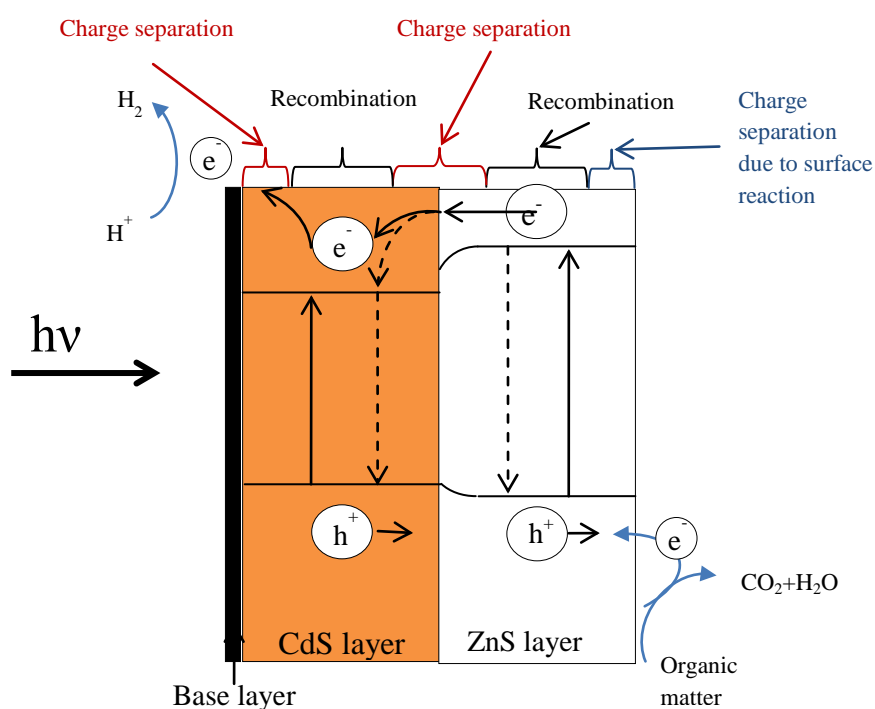 Charge separation
Charge separation
H2
Recombination
Recombination
Charge
separation
due to surface
reaction
e-
H+
e-
e-
hν
h+
h+
e-
CO2+H2O
CdS layer
ZnS layer
Organic
matter
Base layer